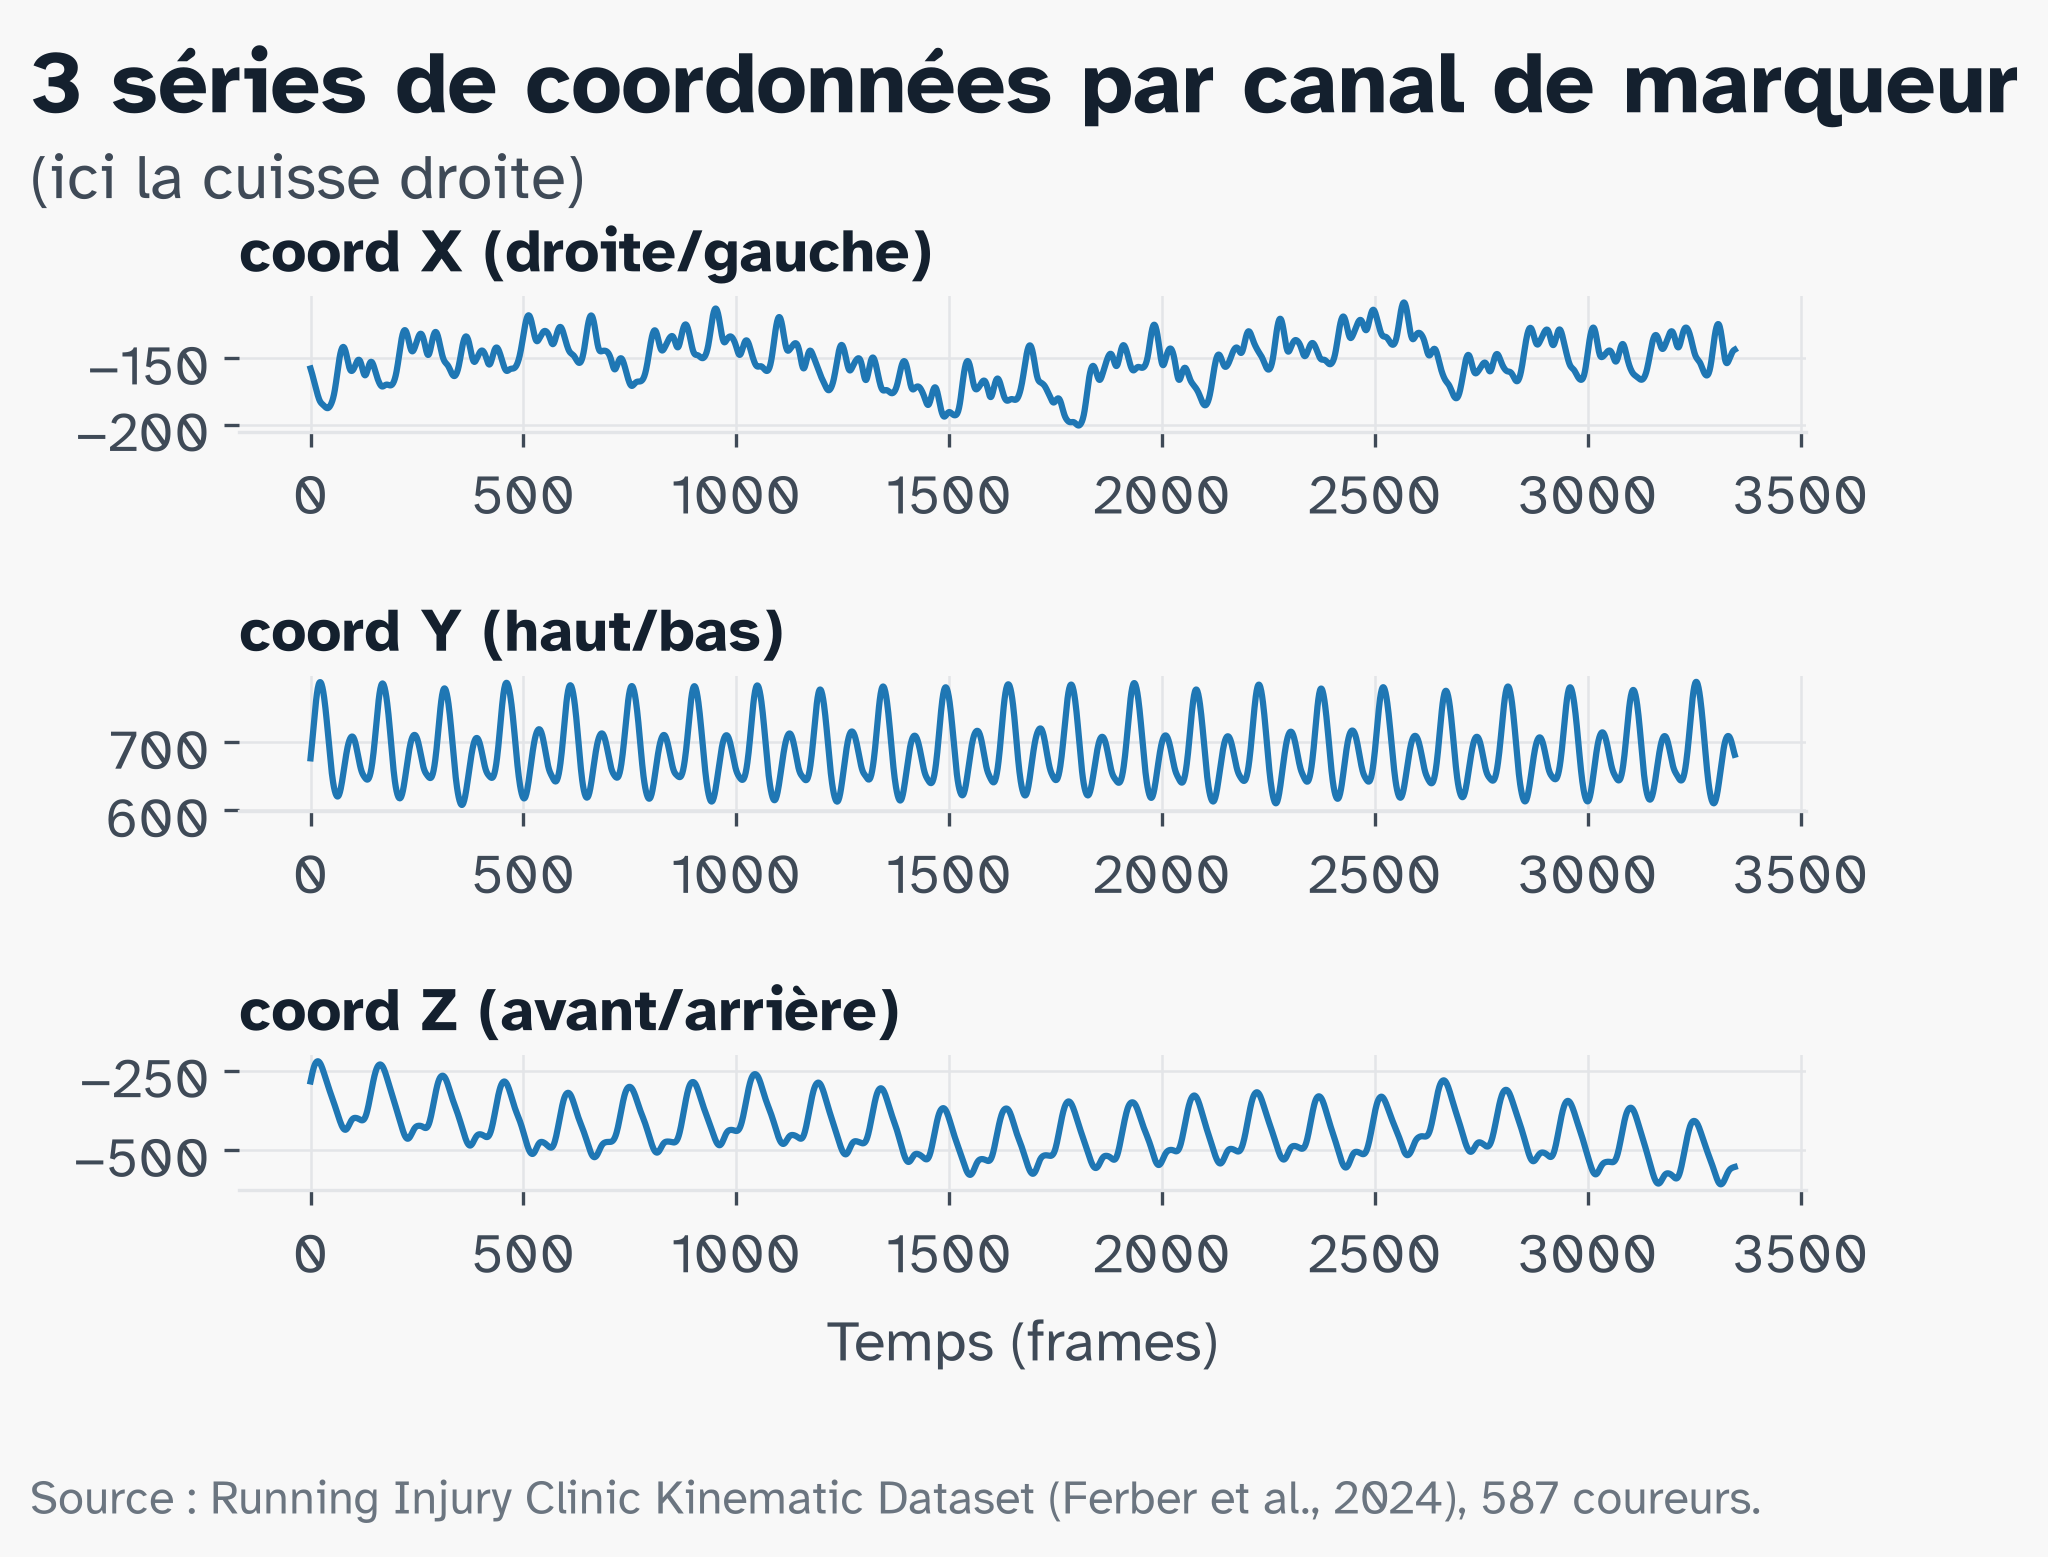 3 séries de coordonnées par canal de marqueur
(ici la cuisse droite)
coord X (droite/gauche)
−150
−200
0 500 1000 1500 2000 2500 3000 3500
coord Y (haut/bas)
700
600
0 500 1000 1500 2000 2500 3000 3500
coord Z (avant/arrière)
−250
−500
0 500 1000 1500 2000 2500 3000 3500
Temps (frames)
Source : Running Injury Clinic Kinematic Dataset (Ferber et al., 2024), 587 coureurs.